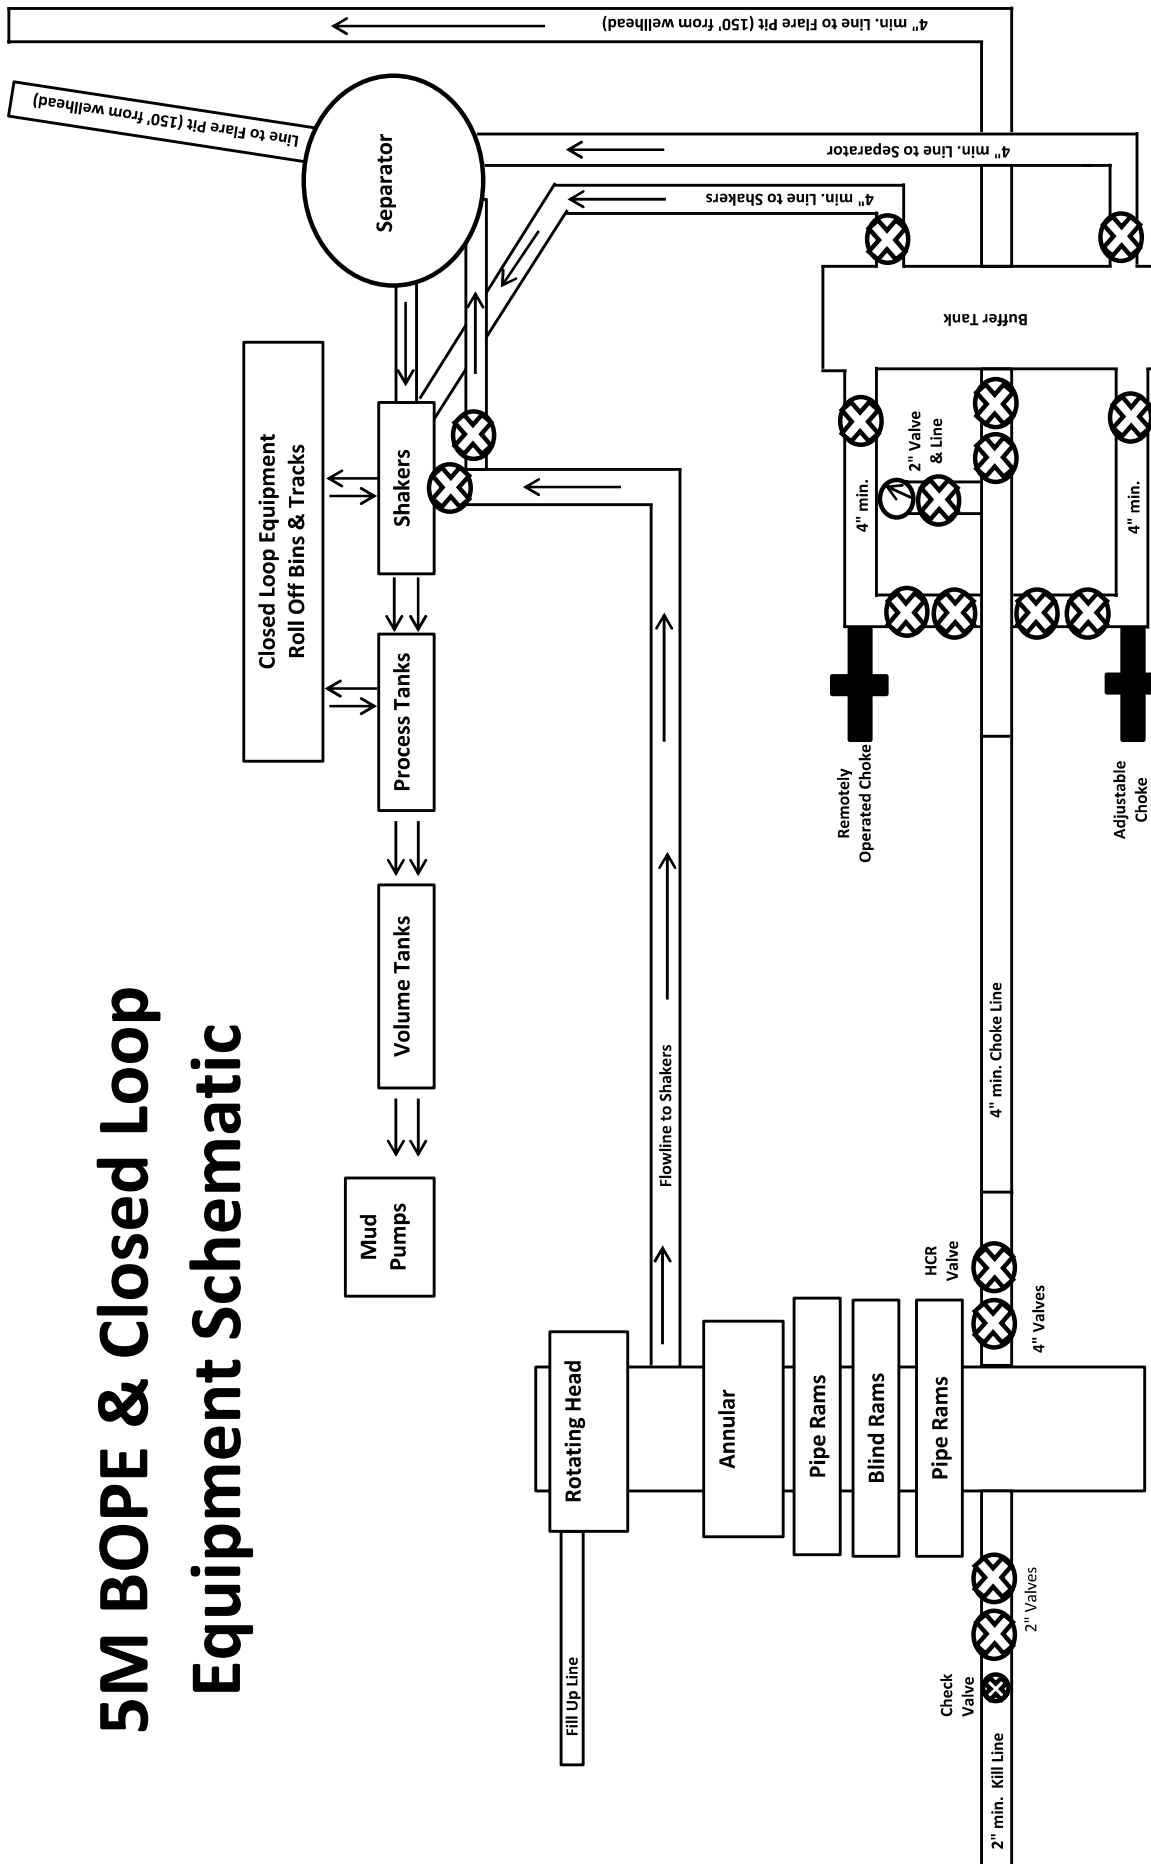 5M BOPE & Closed Loop
Equipment Schematic
Mud
Pumps
Volume Tanks
Process Tanks
Shakers
Closed Loop Equipment
Roll Off Bins & Tracks
Separator
Line to Flare Pit (150' from wellhead)
4" min. Line to Flare Pit (150' from wellhead)
4" min. Line to Separator
4" min. Line to Shakers
Fill Up Line
Rotating Head
Flowline to Shakers
Annular
Pipe Rams
Blind Rams
Pipe Rams
HCR
Valve
4" Valves
4" min. Choke Line
Remotely
Operated Choke
4" min.
2" Valve
& Line
Buffer Tank
Adjustable
Choke
4" min.
Check
Valve
2" Valves
2" min. Kill Line